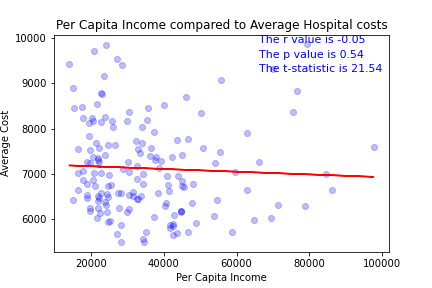 Per Capita Income compared to Average Hospital costs
The r value is -0.05
The p value is 0.54
The t-statistic is 21.54
10000
9000
8000
7000
6000
Average Cost
20000 40000 60000 80000 100000
Per Capita Income